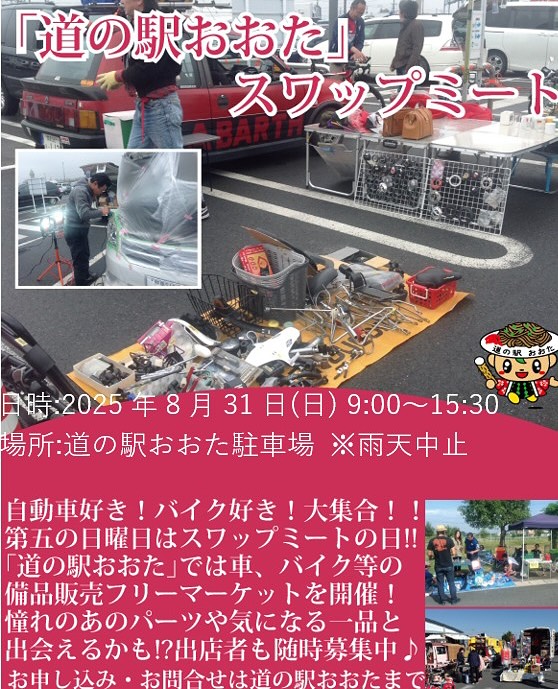 「道の駅おおた」
スワップミート
ABARTH
道の駅 おおた
日時:2025 年 8 月 31 日(日) 9:00～15:30
場所:道の駅おおた駐車場 ※雨天中止
自動車好き！バイク好き！大集合！！
第五の日曜日はスワップミートの日!!
「道の駅おおた」では車、バイク等の
備品販売フリーマーケットを開催！
憧れのあのパーツや気になる一品と
出会えるかも!?出店者も随時募集中♪
お申し込み・お問合せは道の駅おおたまで